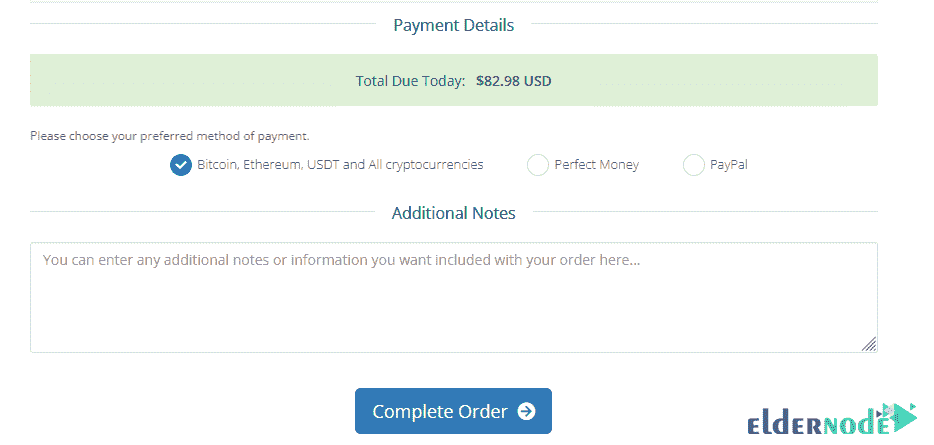 Payment Details
Total Due Today: $82.98 USD
Please choose your preferred method of payment.
Bitcoin, Ethereum, USDT and All cryptocurrencies Perfect Money PayPal
Additional Notes
You can enter any additional notes or information you want included with your order here...
Complete Order
ELDERNODE